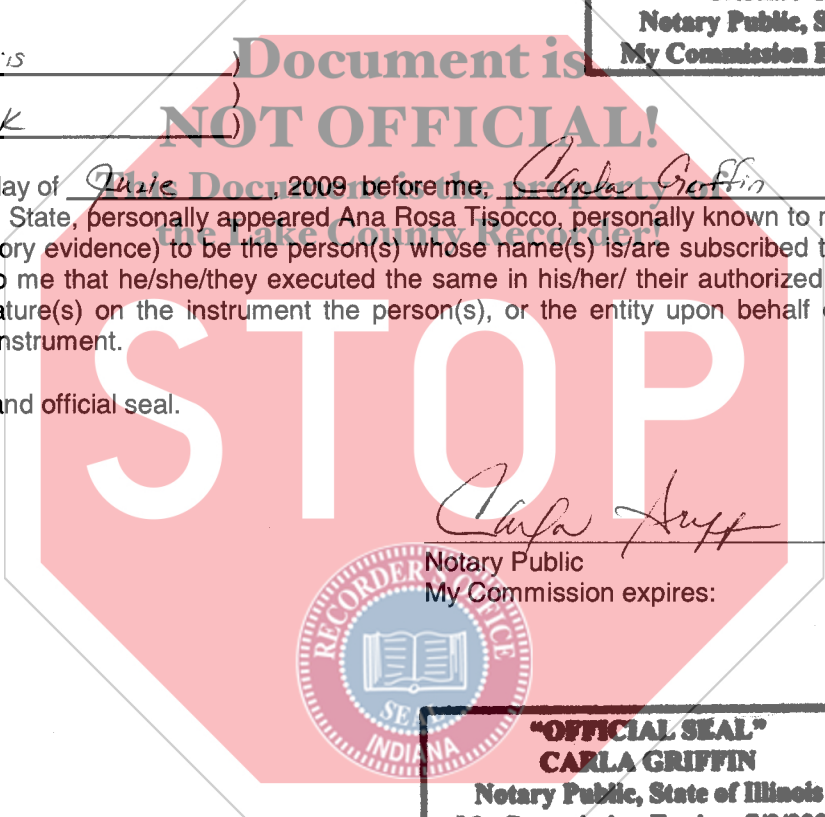 Notary Public, S
My Commission E
is )
)
k )
Document is
NOT OFFICIAL!
This Document is the property of
the Lake County Recorder!
lay of June , 2009 before me, Carla Griffin
State, personally appeared Ana Rosa Tisocco, personally known to
ory evidence) to be the person(s) whose name(s) is/are subscribed
o me that he/she/they executed the same in his/her/ their authorized
ature(s) on the instrument the person(s), or the entity upon behalf
nstrument.
nd official seal.
STOP
Carla Griff
Notary Public
My Commission expires:
RECORDER'S OFFICE
SEAL
INDIANA
"OFFICIAL SEAL"
CARLA GRIFFIN
Notary Public, State of Illinois